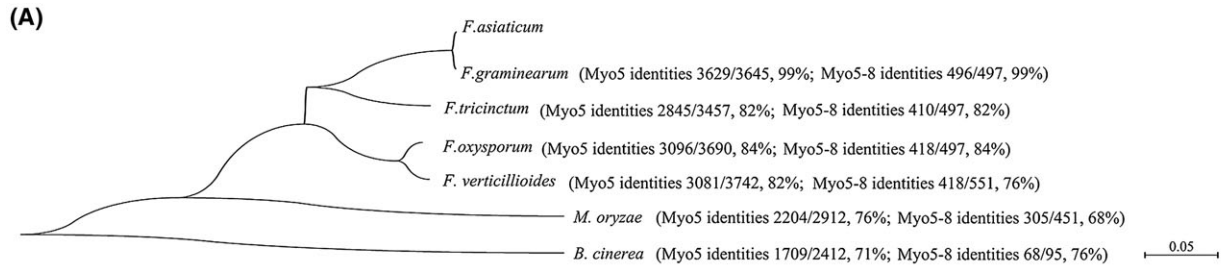 (A)
F.asiaticum
F.graminearum (Myo5 identities 3629/3645, 99%; Myo5-8 identities 496/497, 99%)
F.tricinctum (Myo5 identities 2845/3457, 82%; Myo5-8 identities 410/497, 82%)
F.oxysporum (Myo5 identities 3096/3690, 84%; Myo5-8 identities 418/497, 84%)
F. verticillioides (Myo5 identities 3081/3742, 82%; Myo5-8 identities 418/551, 76%)
M. oryzae (Myo5 identities 2204/2912, 76%; Myo5-8 identities 305/451, 68%)
B. cinerea (Myo5 identities 1709/2412, 71%; Myo5-8 identities 68/95, 76%)
0.05